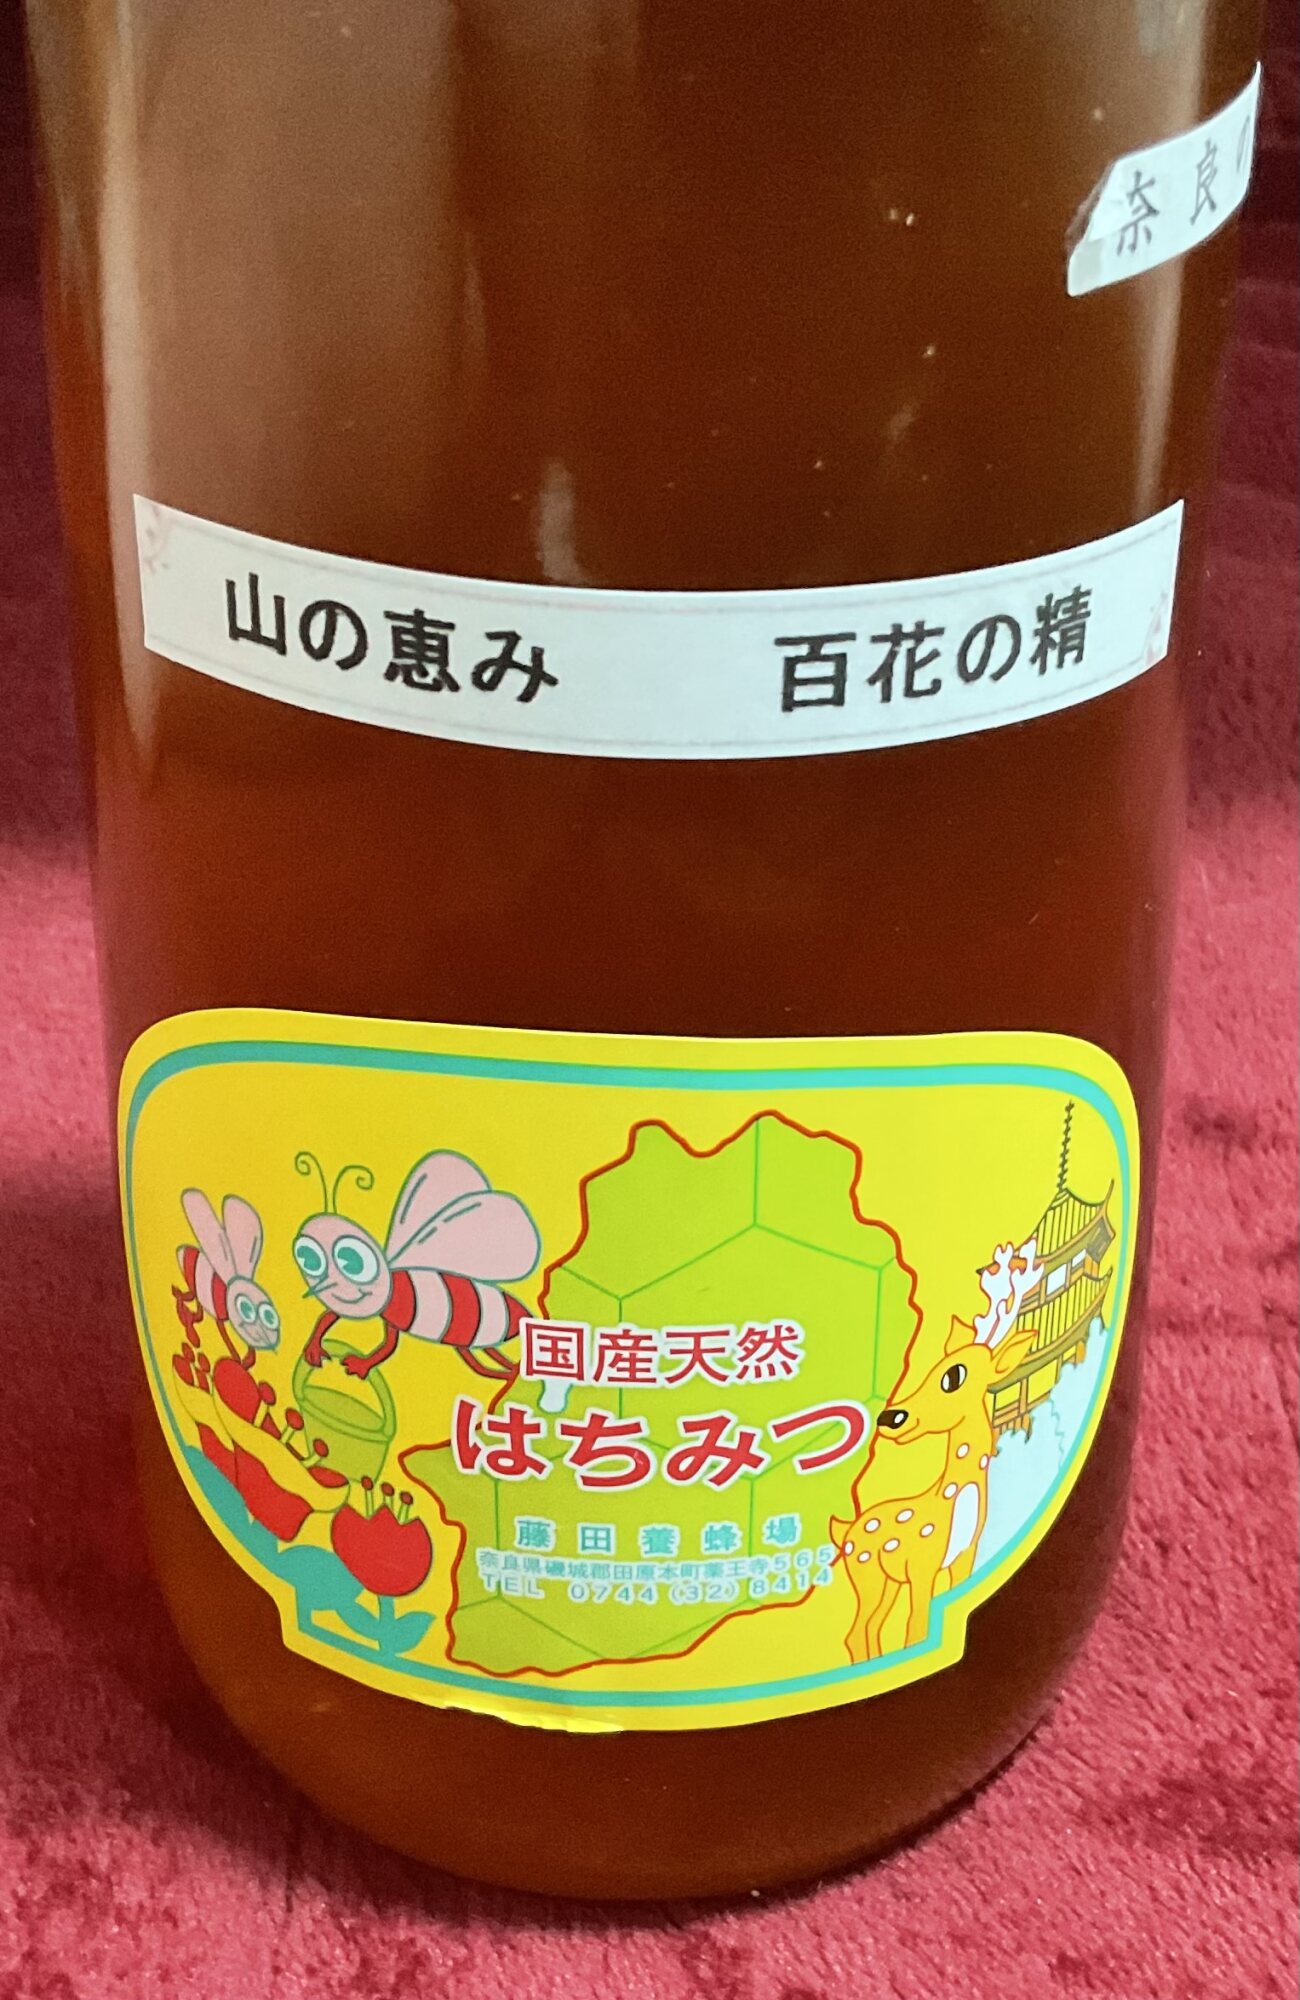 奈良の
山の恵み 百花の精
国産天然
はちみつ
藤田養蜂場
奈良県磯城郡田原本町薬王寺565
TEL 0744(32)8414